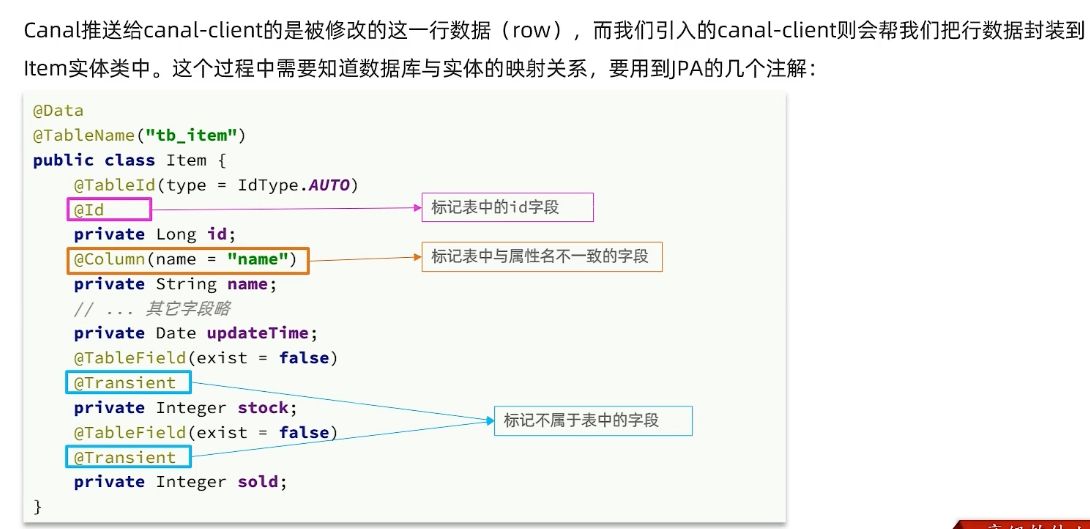 Canal推送给canal-client的是被修改的这一行数据（row），而我们引入的canal-client则会帮我们把行数据封装到
Item实体类中。这个过程中需要知道数据库与实体的映射关系，要用到JPA的几个注解：
@Data
@TableName("tb_item")
public class Item {
@TableId(type = IdType.AUTO)
@Id
标记表中的id字段
private Long id;
@Column(name = "name")
标记表中与属性名不一致的字段
private String name;
// ... 其它字段略
private Date updateTime;
@TableField(exist = false)
@Transient
private Integer stock;
标记不属于表中的字段
@TableField(exist = false)
@Transient
private Integer sold;
}